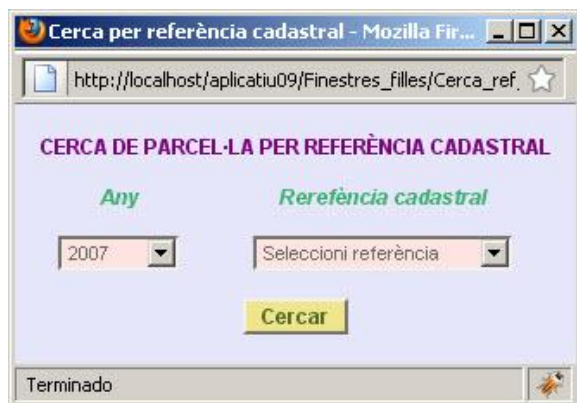 Cerca per referència cadastral - Mozilla Fir...
http://localhost/aplicatiu09/Finestres_filles/Cerca_ref_
CERCA DE PARCEL·LA PER REFERÈNCIA CADASTRAL
Any Rerefència cadastral
2007 Seleccioni referència
Cercar
Terminado